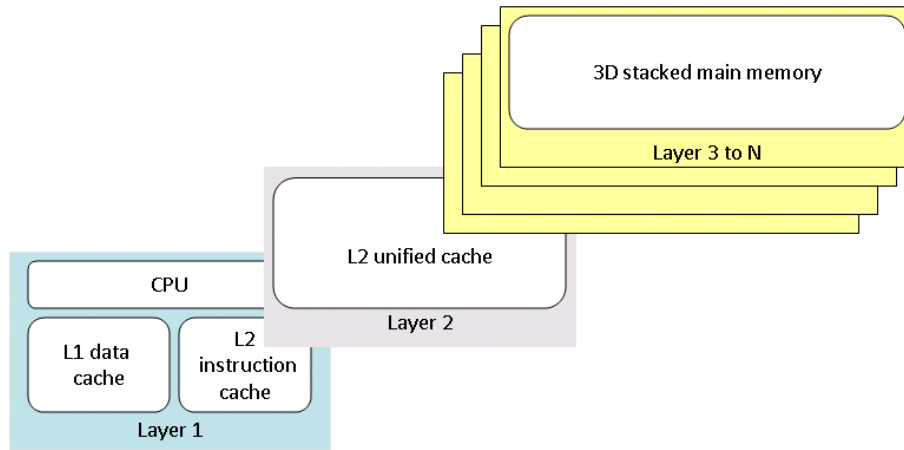 3D stacked main memory
Layer 3 to N
L2 unified cache
Layer 2
CPU
L1 data
cache
L2
instruction
cache
Layer 1